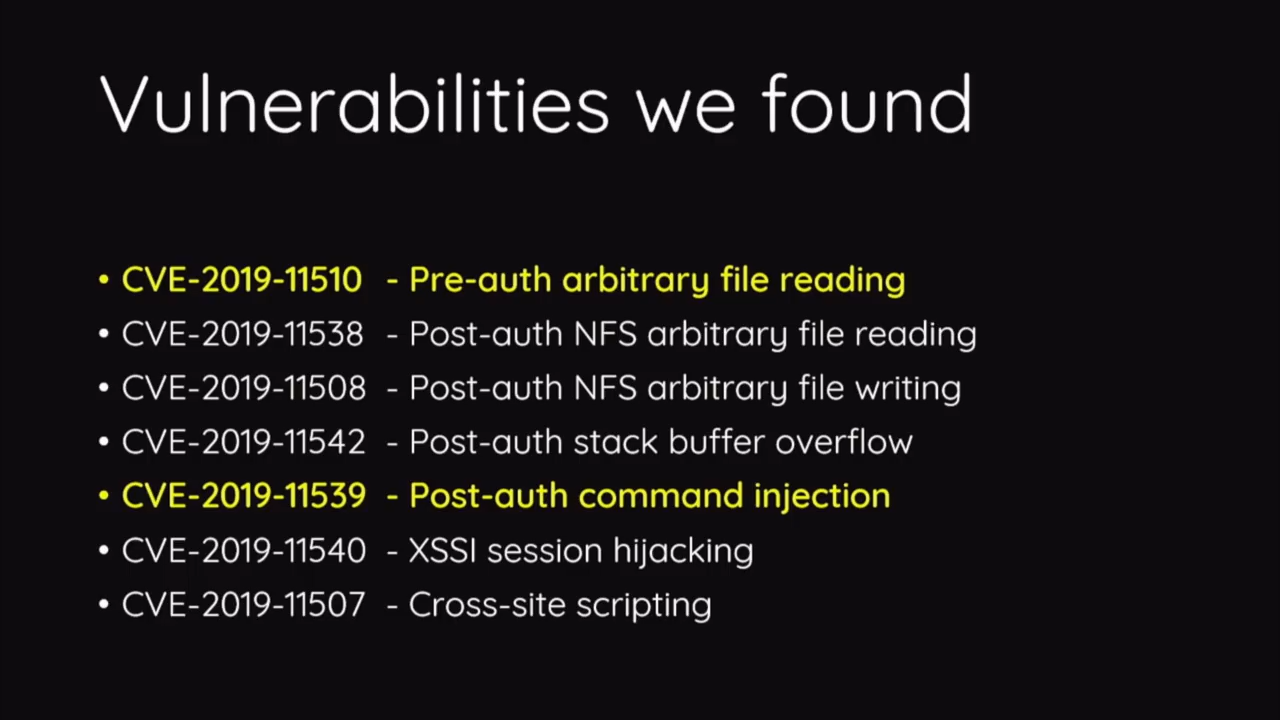 Vulnerabilities we found
• CVE-2019-11510 - Pre-auth arbitrary file reading
• CVE-2019-11538 - Post-auth NFS arbitrary file reading
• CVE-2019-11508 - Post-auth NFS arbitrary file writing
• CVE-2019-11542 - Post-auth stack buffer overflow
• CVE-2019-11539 - Post-auth command injection
• CVE-2019-11540 - XSSI session hijacking
• CVE-2019-11507 - Cross-site scripting